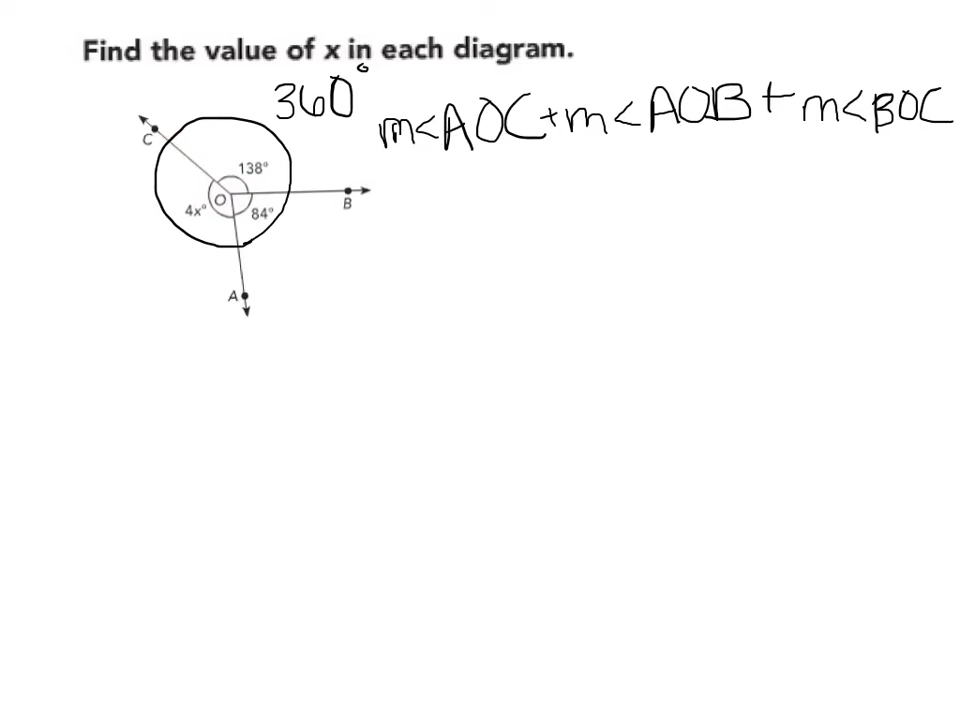 Find the value of x in each diagram.
360°
m<AOC+m<AOB+m<BOC
C
138°
O
B
4x°
84°
A